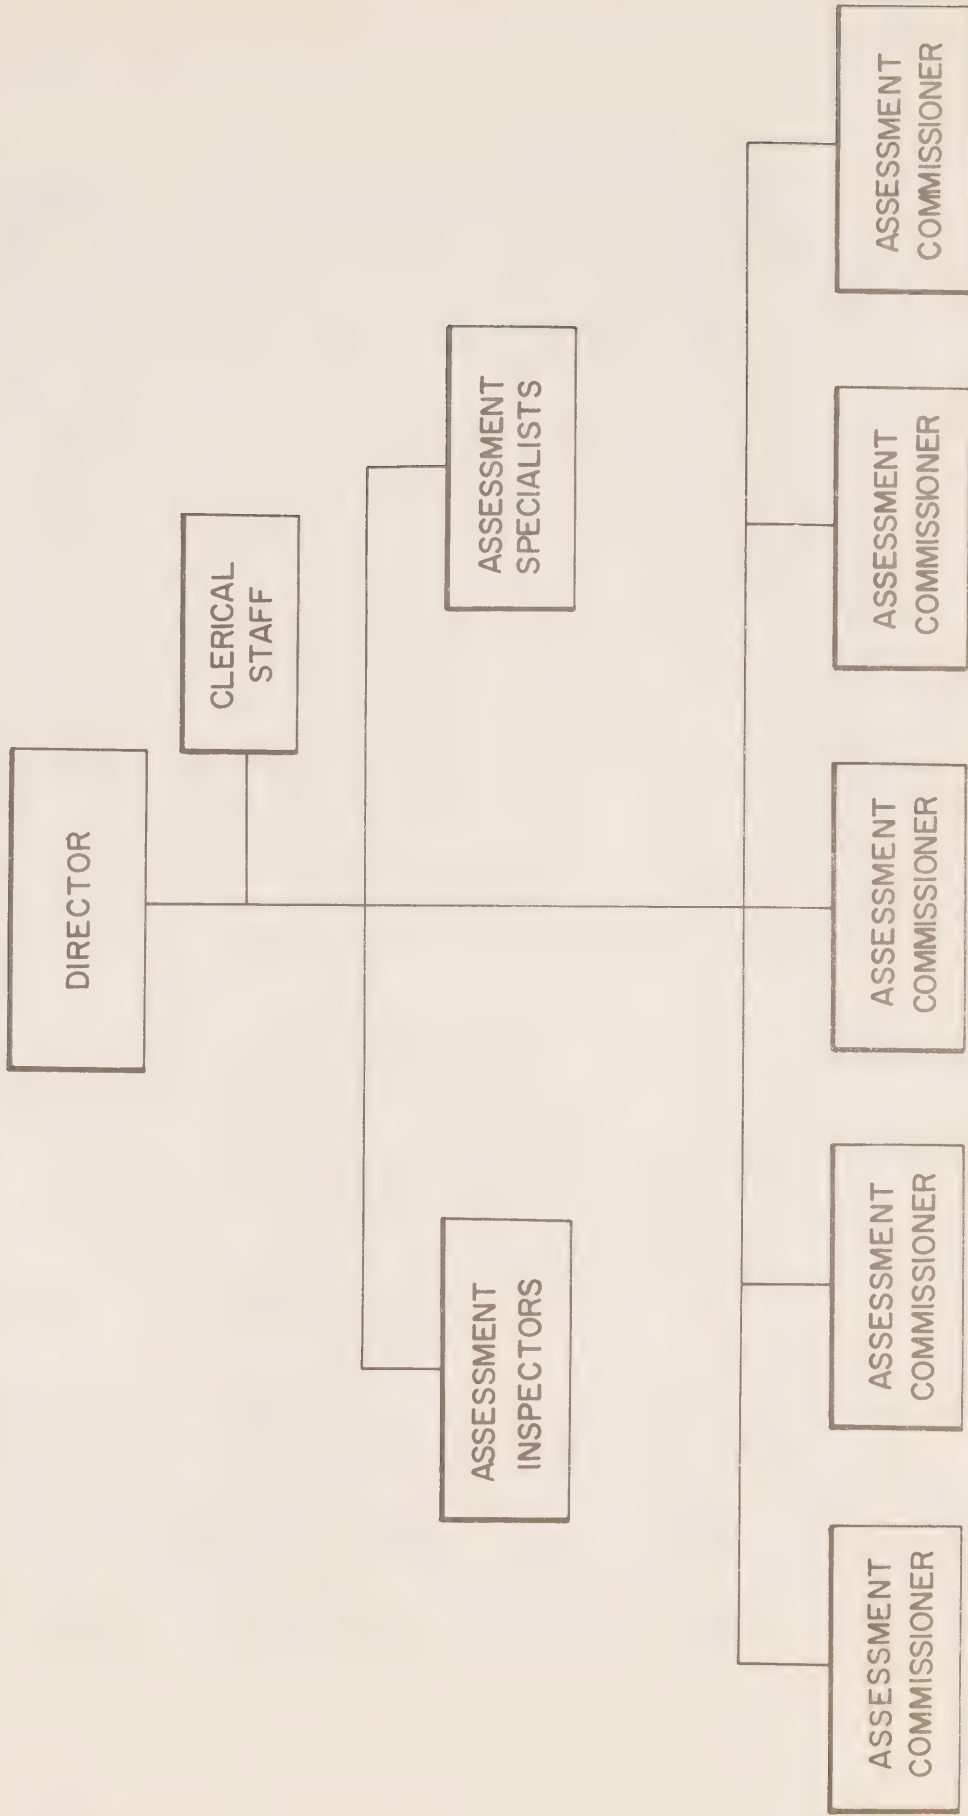 DIRECTOR
CLERICAL
STAFF
ASSESSMENT
INSPECTORS
ASSESSMENT
SPECIALISTS
ASSESSMENT
COMMISSIONER
ASSESSMENT
COMMISSIONER
ASSESSMENT
COMMISSIONER
ASSESSMENT
COMMISSIONER
ASSESSMENT
COMMISSIONER